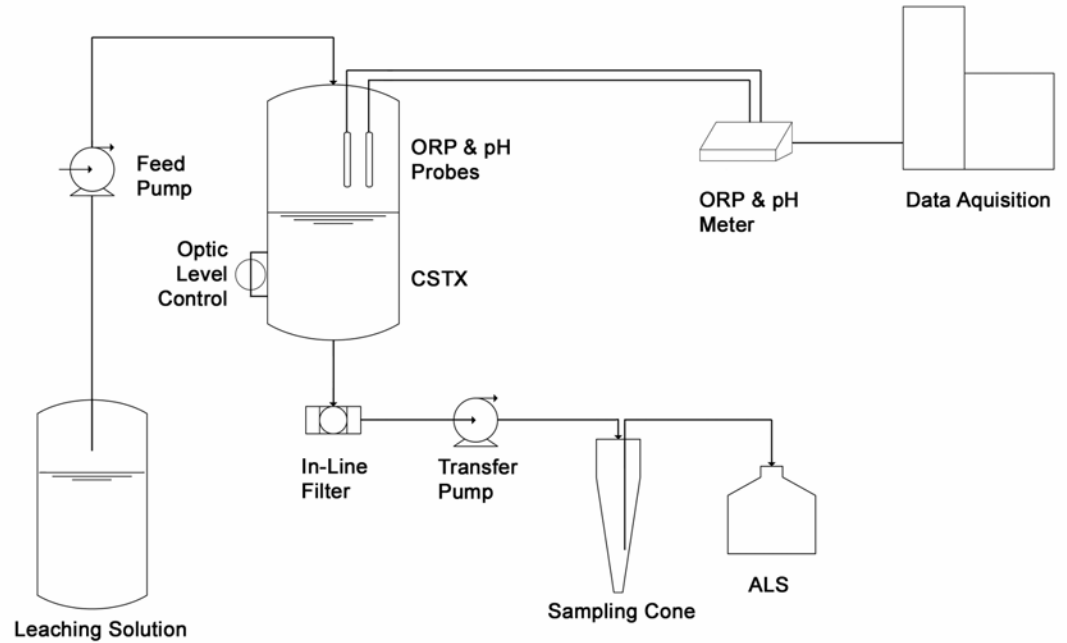 Feed
Pump
ORP & pH
Probes
ORP & pH
Meter
Data Aquisition
Optic
Level
Control
CSTX
In-Line
Filter
Transfer
Pump
Sampling Cone
ALS
Leaching Solution